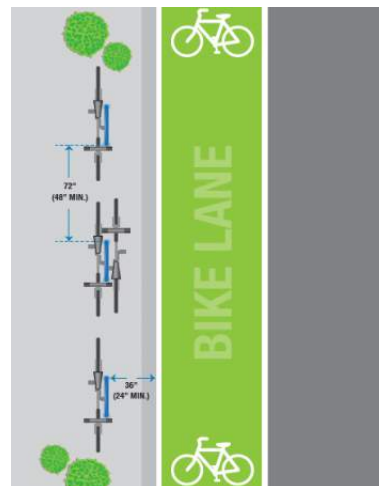 72"
(48" MIN.)
BIKE LANE
36"
(24" MIN.)